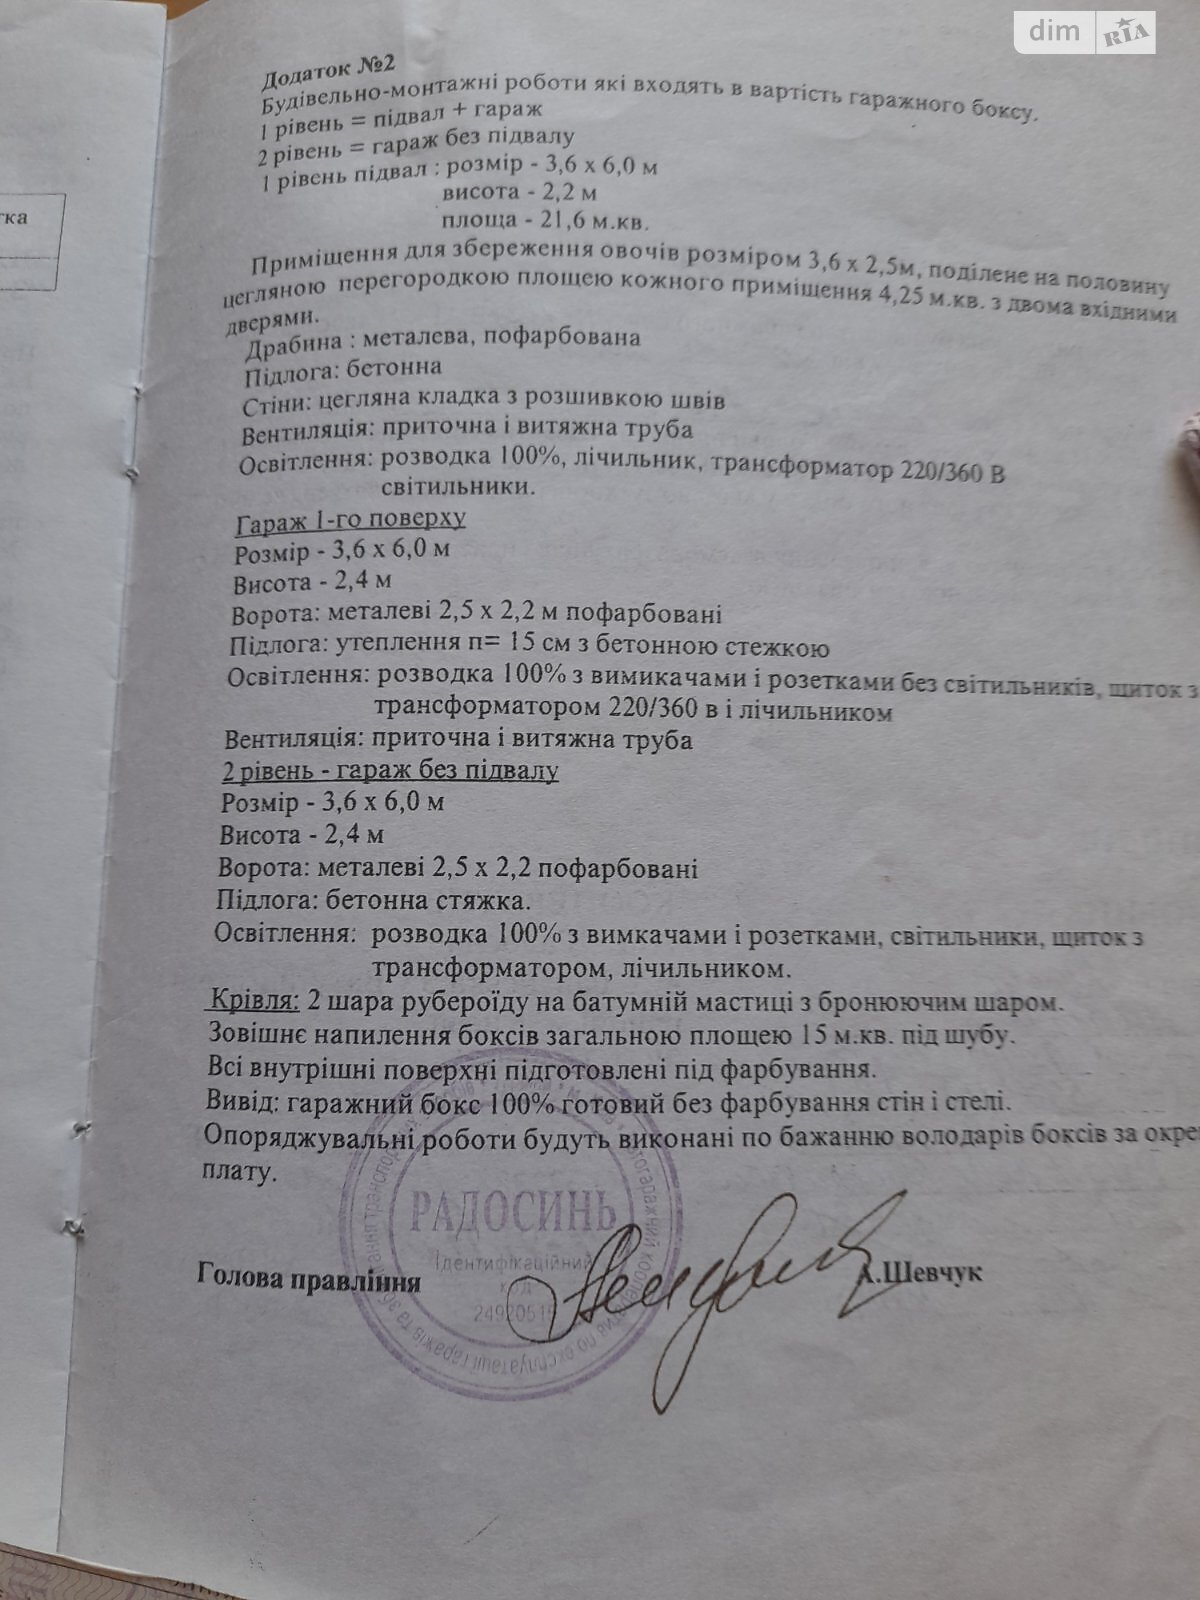 dim RIA
Додаток №2
Будівельно-монтажні роботи які входять в вартість гаражного боксу.
1 рівень = підвал + гараж
2 рівень = гараж без підвалу
1 рівень підвал : розмір - 3,6 х 6,0 м
висота - 2,2 м
площа - 21,6 м.кв.
Приміщення для збереження овочів розміром 3,6 х 2,5м, поділене на половину
цегляною перегородкою площею кожного приміщення 4,25 м.кв. з двома вхідними
дверями.
Драбина : металева, пофарбована
Підлога: бетонна
Стіни: цегляна кладка з розшивкою швів
Вентиляція: приточна і витяжна труба
Освітлення: розводка 100%, лічильник, трансформатор 220/360 В
світильники.
Гараж 1-го поверху
Розмір - 3,6 х 6,0 м
Висота - 2,4 м
Ворота: металеві 2,5 х 2,2 м пофарбовані
Підлога: утеплення п= 15 см з бетонною стежкою
Освітлення: розводка 100% з вимикачами і розетками без світильників, щиток з
трансформатором 220/360 в і лічильником
Вентиляція: приточна і витяжна труба
2 рівень - гараж без підвалу
Розмір - 3,6 х 6,0 м
Висота - 2,4 м
Ворота: металеві 2,5 х 2,2 пофарбовані
Підлога: бетонна стяжка.
Освітлення: розводка 100% з вимкачами і розетками, світильники, щиток з
трансформатором, лічильником.
Крівля: 2 шара рубероїду на батумній мастиці з бронюючим шаром.
Зовішнє напилення боксів загальною площею 15 м.кв. під шубу.
Всі внутрішні поверхні підготовлені під фарбування.
Вивід: гаражний бокс 100% готовий без фарбування стін і стелі.
Опоряджувальні роботи будуть виконані по бажанню володарів боксів за окре
плату.
РАДОСИНЬ
Ідентифікаційний
код
Голова правління
А.Шевчук